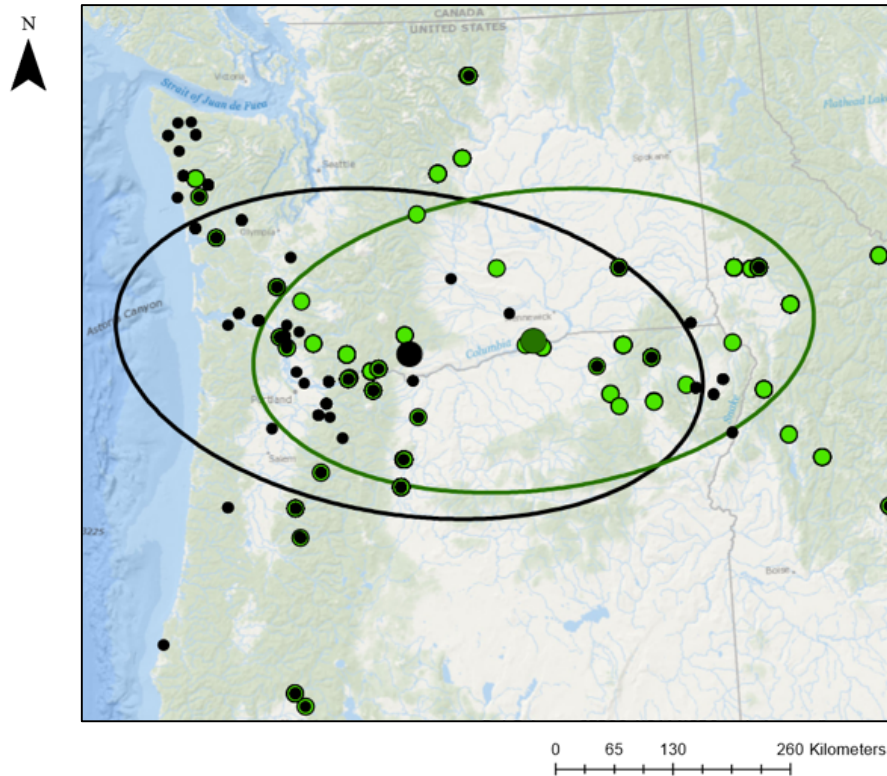 N
CANADA
UNITED STATES
Victoria
Strait of Juan de Fuca
Flathead Lake
Seattle
Spokane
Olympia
Astoria Canyon
Columbia
Portland
Snake
Salem
3225
Boise
0 65 130 260 Kilometers